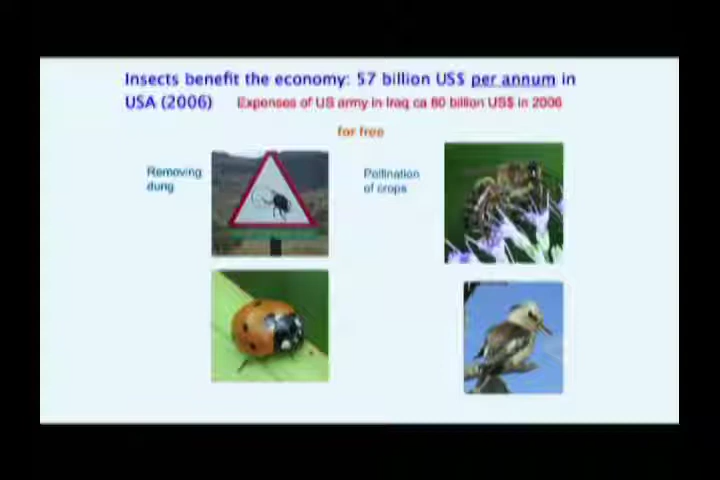 Insects benefit the economy: 57 billion US$ per annum in
USA (2006) Expenses of US army in Iraq ca 60 billion US$ in 2006
for free
Removing
dung
Pollination
of crops